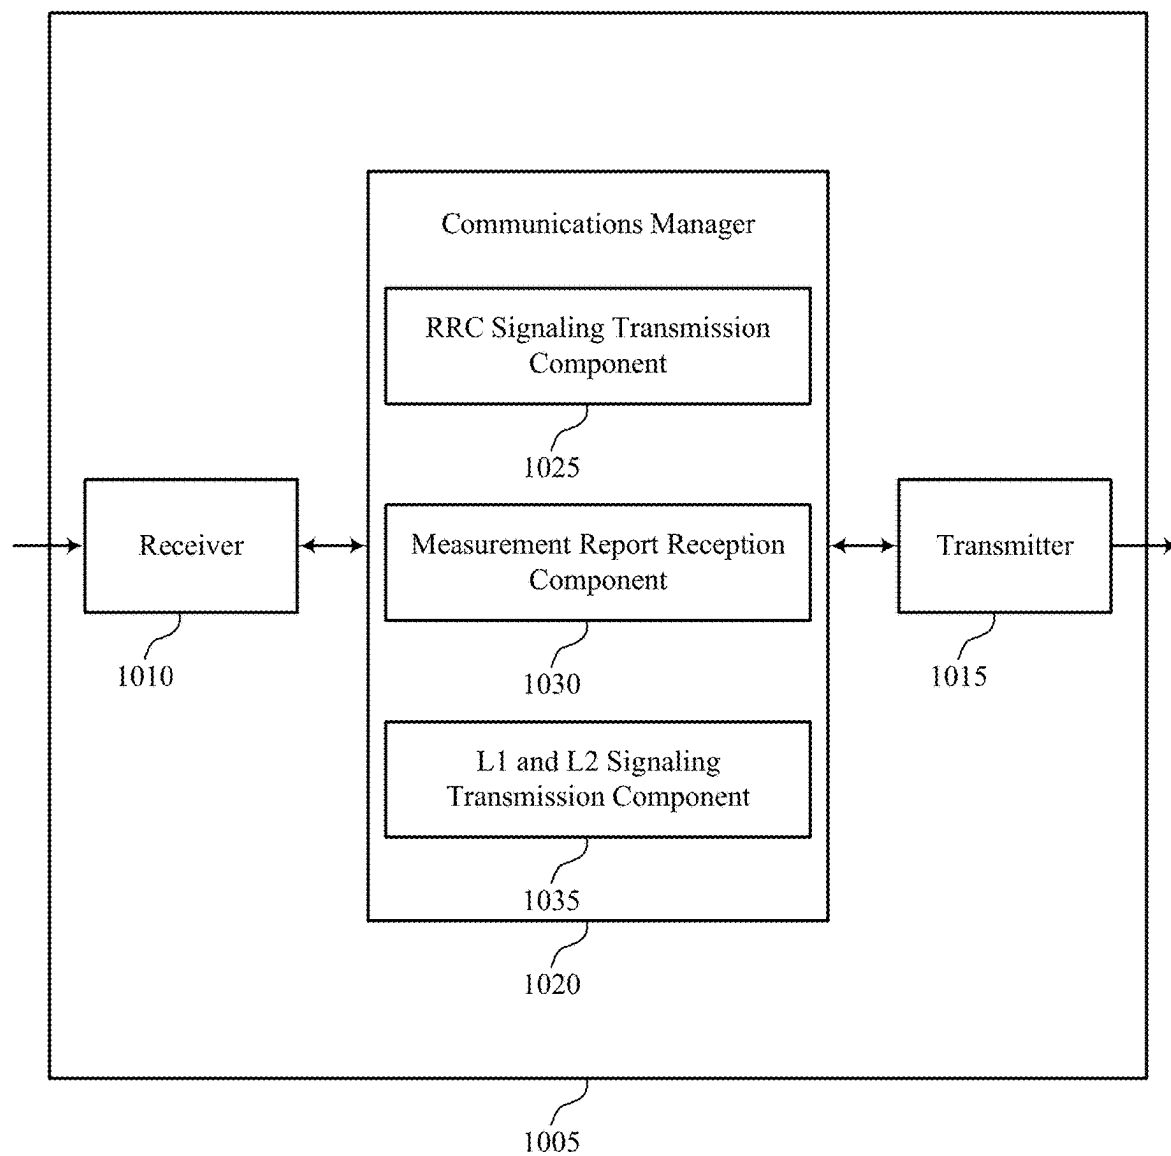 Communications Manager
RRC Signaling Transmission
Component
1025
Receiver
1010
Measurement Report Reception
Component
1030
Transmitter
1015
L1 and L2 Signaling
Transmission Component
1035
1020
1005